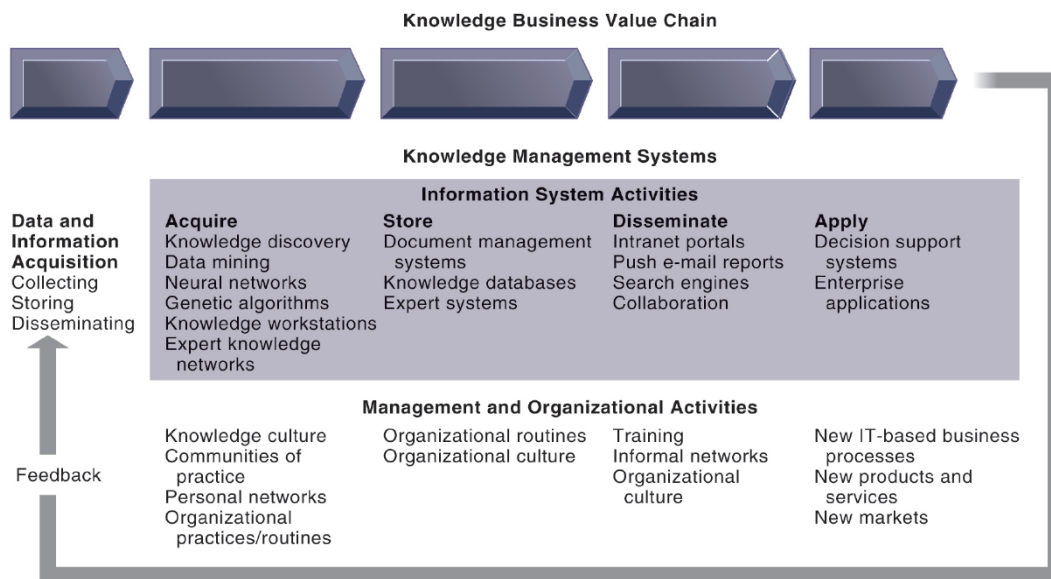 Knowledge Business Value Chain
Knowledge Management Systems
Information System Activities
Data and
Information
Acquisition
Collecting
Storing
Disseminating
Acquire
Knowledge discovery
Data mining
Neural networks
Genetic algorithms
Knowledge workstations
Expert knowledge
networks
Store
Document management
systems
Knowledge databases
Expert systems
Disseminate
Intranet portals
Push e-mail reports
Search engines
Collaboration
Apply
Decision support
systems
Enterprise
applications
Management and Organizational Activities
Feedback
Knowledge culture
Communities of
practice
Personal networks
Organizational
practices/routines
Organizational routines
Organizational culture
Training
Informal networks
Organizational
culture
New IT-based business
processes
New products and
services
New markets